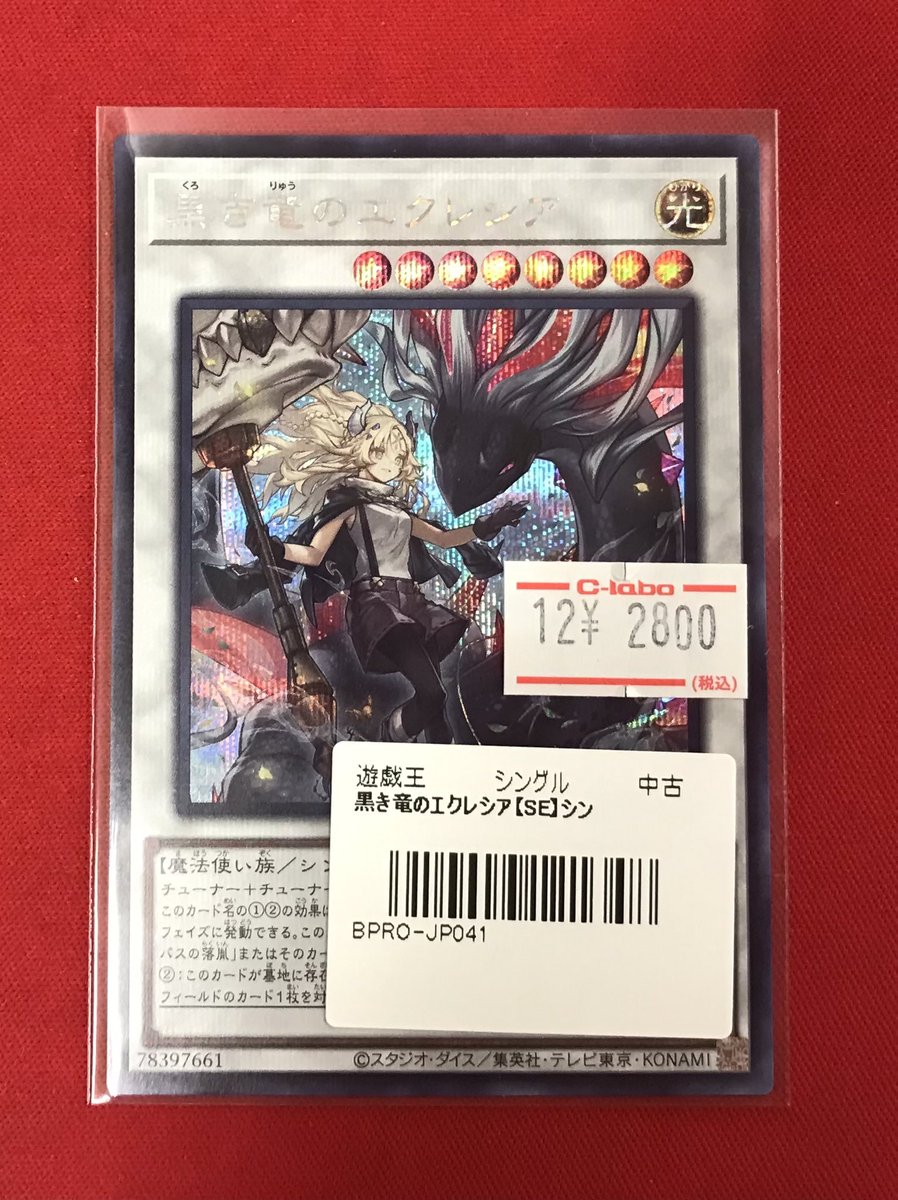 黒き竜のエクレシア
くろ りゅう
ひかり
光
C-labo
12¥ 2800
(税込)
遊戯王 シングル 中古
黒き竜のエクレシア【SE】シン
BPRO-JP041
【魔法使い族／シン
チューナー＋チューナー
このカード名の①②の効果は
フェイズに発動できる。この
バスの落胤」またはそのカー
②：このカードが墓地に存在
フィールドのカード1枚を対
78397661
©スタジオ・ダイス／集英社・テレビ東京・KONAMI